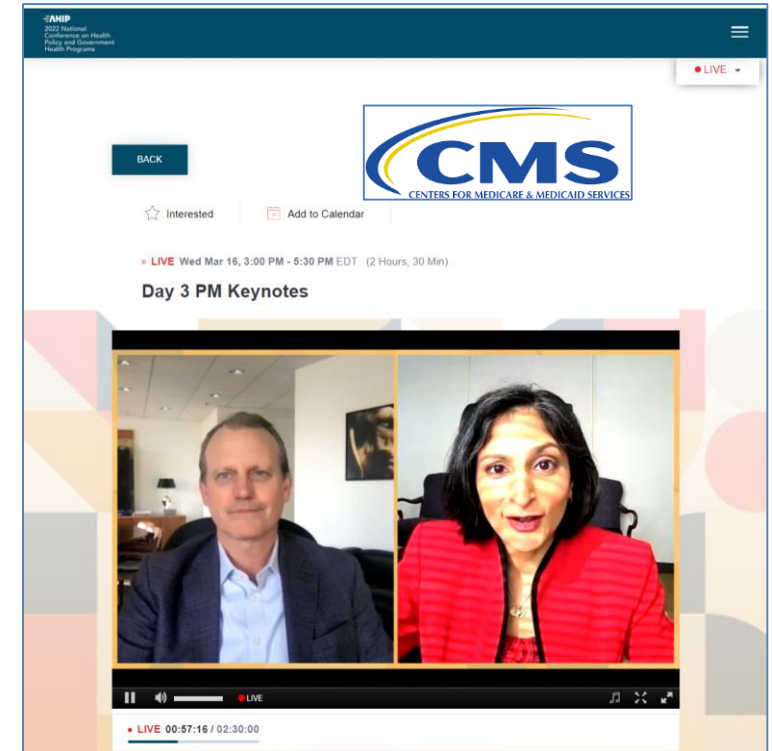 AHIP
2022 National
Conference on Health
Policy and Government
Health Programs
LIVE
BACK
CMS
CENTERS FOR MEDICARE & MEDICAID SERVICES
Interested
Add to Calendar
LIVE Wed Mar 16, 3:00 PM - 5:30 PM EDT (2 Hours, 30 Min)
Day 3 PM Keynotes
LIVE
LIVE 00:57:16 / 02:30:00